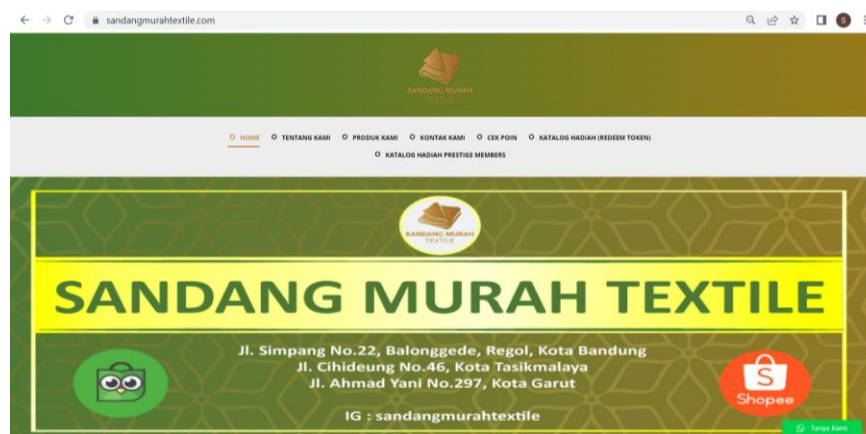 sandangmurahtextile.com
S
SANDANG MURAH
TEXTILE
HOME TENTANG KAMI PRODUK KAMI KONTAK KAMI CEK POIN KATALOG HADIAH (REDEEM TOKEN)
KATALOG HADIAH PRESTIGE MEMBERS
SANDANG MURAH
TEXTILE
SANDANG MURAH TEXTILE
Jl. Simpang No.22, Balonggede, Regol, Kota Bandung
Jl. Cihideung No.46, Kota Tasikmalaya
Jl. Ahmad Yani No.297, Kota Garut
S
Shopee
IG : sandangmurahtextile
Tanya Kami